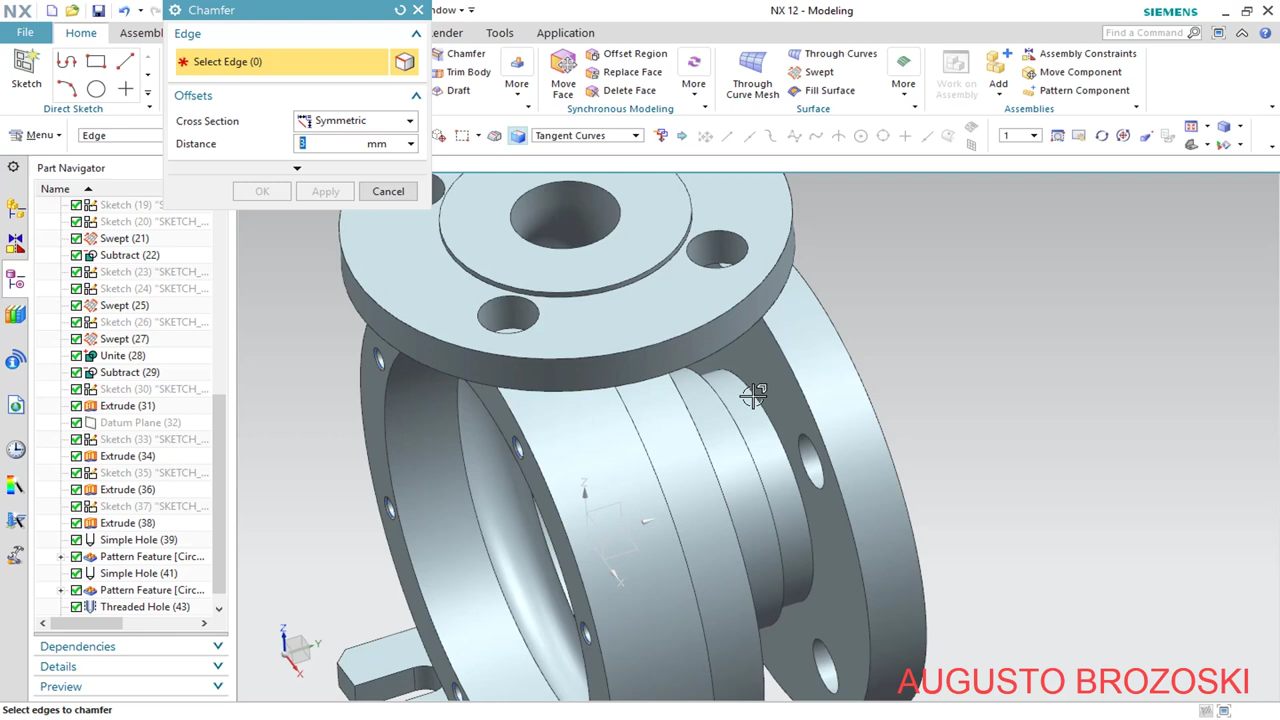 NX
Chamfer
ndow
NX 12 - Modeling
SIEMENS
File
Home
Assemb
ender
Tools
Application
Find a Command
Edge
Select Edge (0)
Offsets
Cross Section
Symmetric
Distance
3
mm
OK
Apply
Cancel
Sketch
Direct Sketch
Chamfer
Trim Body
Draft
More
Move
Face
Offset Region
Replace Face
Delete Face
More
Synchronous Modeling
Through
Curve Mesh
Through Curves
Swept
Fill Surface
More
Surface
Work on
Assembly
Add
Assembly Constraints
Move Component
Pattern Component
Assemblies
Menu
Edge
Tangent Curves
1
Part Navigator
Name
Sketch (19) "S...
Sketch (20) "SKETCH_...
Swept (21)
Subtract (22)
Sketch (23) "SKETCH_...
Sketch (24) "SKETCH_...
Swept (25)
Sketch (26) "SKETCH_...
Swept (27)
Unite (28)
Subtract (29)
Sketch (30) "SKETCH_...
Extrude (31)
Datum Plane (32)
Sketch (33) "SKETCH_...
Extrude (34)
Sketch (35) "SKETCH_...
Extrude (36)
Sketch (37) "SKETCH_...
Extrude (38)
Simple Hole (39)
Pattern Feature [Circ...
Simple Hole (41)
Pattern Feature [Circ...
Threaded Hole (43)
Dependencies
Details
Preview
Z
X
Z
Y
X
AUGUSTO BROZOSKI
Select edges to chamfer